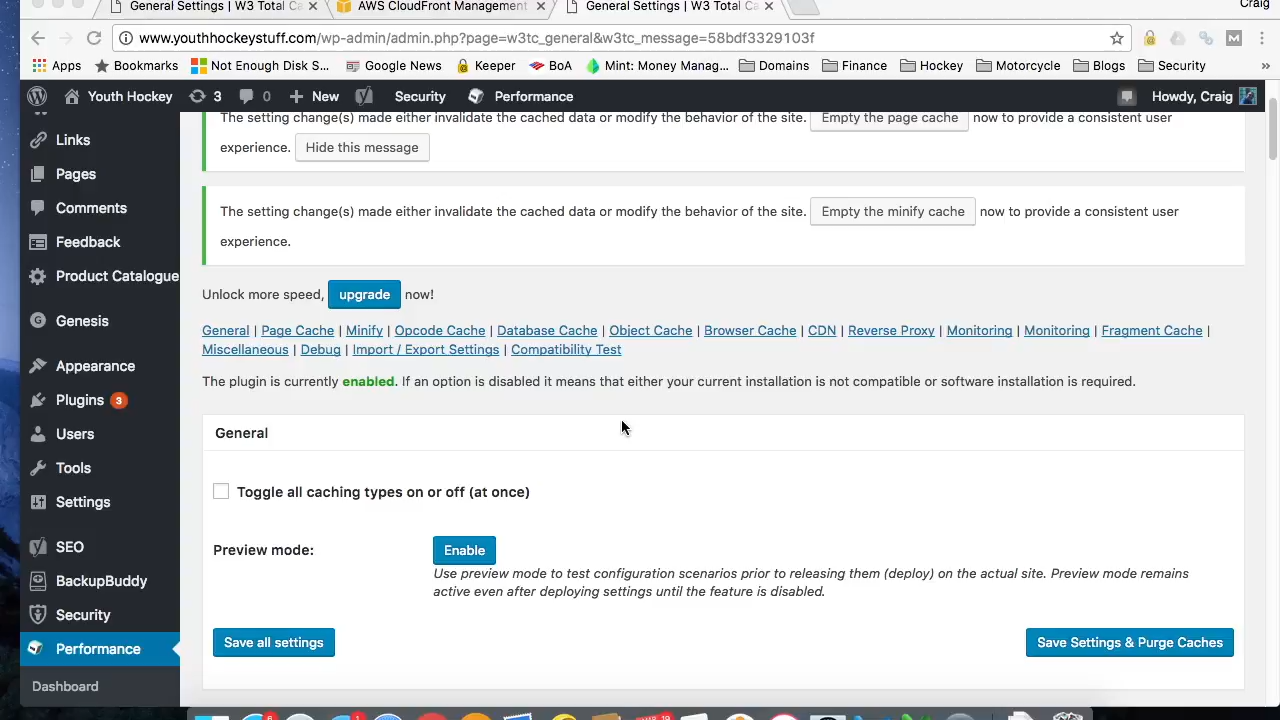 General Settings | W3 Total Ca
AWS CloudFront Management
General Settings | W3 Total Ca
Craig
www.youthhockeystuff.com/wp-admin/admin.php?page=w3tc_general&w3tc_message=58bdf3329103f
Apps
Bookmarks
Not Enough Disk S...
Google News
Keeper
BoA
Mint: Money Manag...
Domains
Finance
Hockey
Motorcycle
Blogs
Security
»
Youth Hockey
3
0
New
Security
Performance
Howdy, Craig
Links
Pages
Comments
Feedback
Product Catalogue
Genesis
Appearance
Plugins 3
Users
Tools
Settings
SEO
BackupBuddy
Security
Performance
Dashboard
The setting change(s) made either invalidate the cached data or modify the behavior of the site. Empty the page cache now to provide a consistent user
experience. Hide this message
The setting change(s) made either invalidate the cached data or modify the behavior of the site. Empty the minify cache now to provide a consistent user
experience.
Unlock more speed, upgrade now!
General | Page Cache | Minify | Opcode Cache | Database Cache | Object Cache | Browser Cache | CDN | Reverse Proxy | Monitoring | Monitoring | Fragment Cache |
Miscellaneous | Debug | Import / Export Settings | Compatibility Test
The plugin is currently enabled. If an option is disabled it means that either your current installation is not compatible or software installation is required.
General
Toggle all caching types on or off (at once)
Preview mode:
Enable
Use preview mode to test configuration scenarios prior to releasing them (deploy) on the actual site. Preview mode remains
active even after deploying settings until the feature is disabled.
Save all settings
Save Settings & Purge Caches